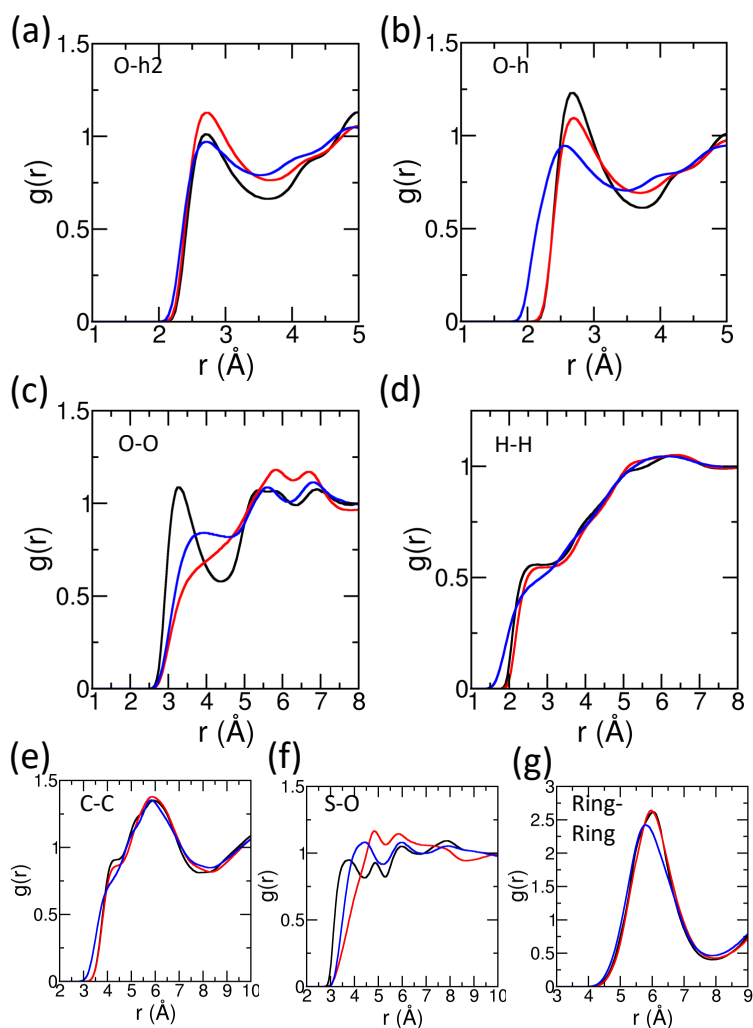 (a)
1.5
O-h2
1
g(r)
0.5
0
1 2 3 4 5
r (Å)
(b)
1.5
O-h
1
g(r)
0.5
0
1 2 3 4 5
r (Å)
(c)
1.5
O-O
1
g(r)
0.5
0
1 2 3 4 5 6 7 8
r (Å)
(d)
H-H
1
g(r)
0.5
0
1 2 3 4 5 6 7 8
r (Å)
(e)
1.5
C-C
1
g(r)
0.5
0
2 3 4 5 6 7 8 9 10
r (Å)
(f)
1.5
S-O
1
g(r)
0.5
0
2 3 4 5 6 7 8 9 10
r (Å)
(g)
3
Ring-
Ring
2.5
2
g(r)
1.5
1
0.5
0
3 4 5 6 7 8 9
r (Å)